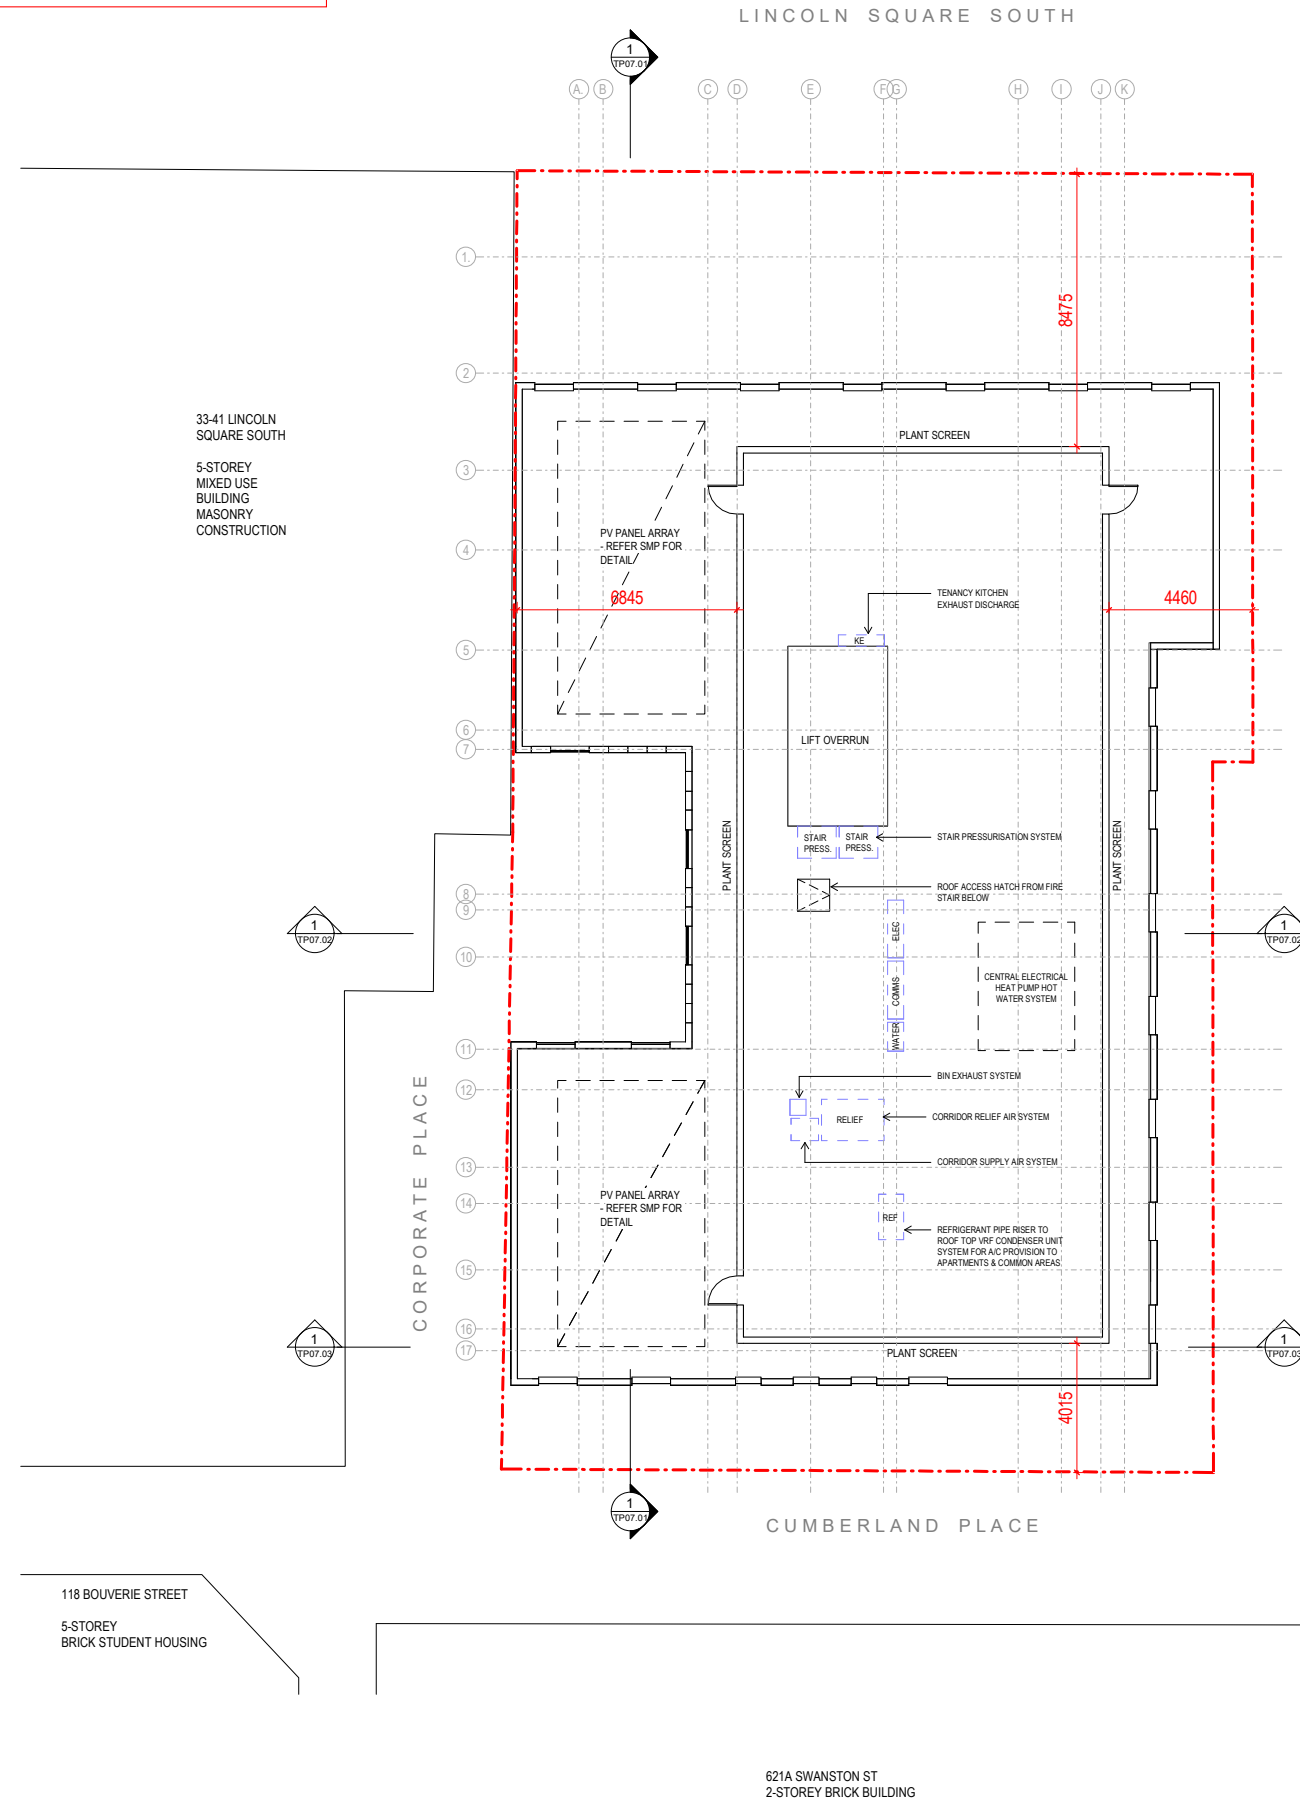 LINCOLN SQUARE SOUTH
1
TP07.01
A.
B
C
D
E
F
G
H
I
J
K
1.
2
3
4
5
6
7
8
9
10
11
12
13
14
15
16
17
8475
33-41 LINCOLN
SQUARE SOUTH
5-STOREY
MIXED USE
BUILDING
MASONRY
CONSTRUCTION
PLANT SCREEN
PV PANEL ARRAY
- REFER SMP FOR
DETAIL
6845
4460
TENANCY KITCHEN
EXHAUST DISCHARGE
KE
LIFT OVERRUN
STAIR
PRESS.
STAIR
PRESS.
STAIR PRESSURISATION SYSTEM
PLANT SCREEN
PLANT SCREEN
ROOF ACCESS HATCH FROM FIRE
STAIR BELOW
1
TP07.02
1
TP07.02
ELEC
COMMS
WATER
CENTRAL ELECTRICAL
HEAT PUMP HOT
WATER SYSTEM
BIN EXHAUST SYSTEM
RELIEF
CORRIDOR RELIEF AIR SYSTEM
CORRIDOR SUPPLY AIR SYSTEM
CORPORATE PLACE
PV PANEL ARRAY
- REFER SMP FOR
DETAIL
REF
REFRIGERANT PIPE RISER TO
ROOF TOP VRF CONDENSER UNIT
SYSTEM FOR A/C PROVISION TO
APARTMENTS & COMMON AREAS
1
TP07.03
1
TP07.03
PLANT SCREEN
4015
1
TP07.01
CUMBERLAND PLACE
118 BOUVERIE STREET
5-STOREY
BRICK STUDENT HOUSING
621A SWANSTON ST
2-STOREY BRICK BUILDING